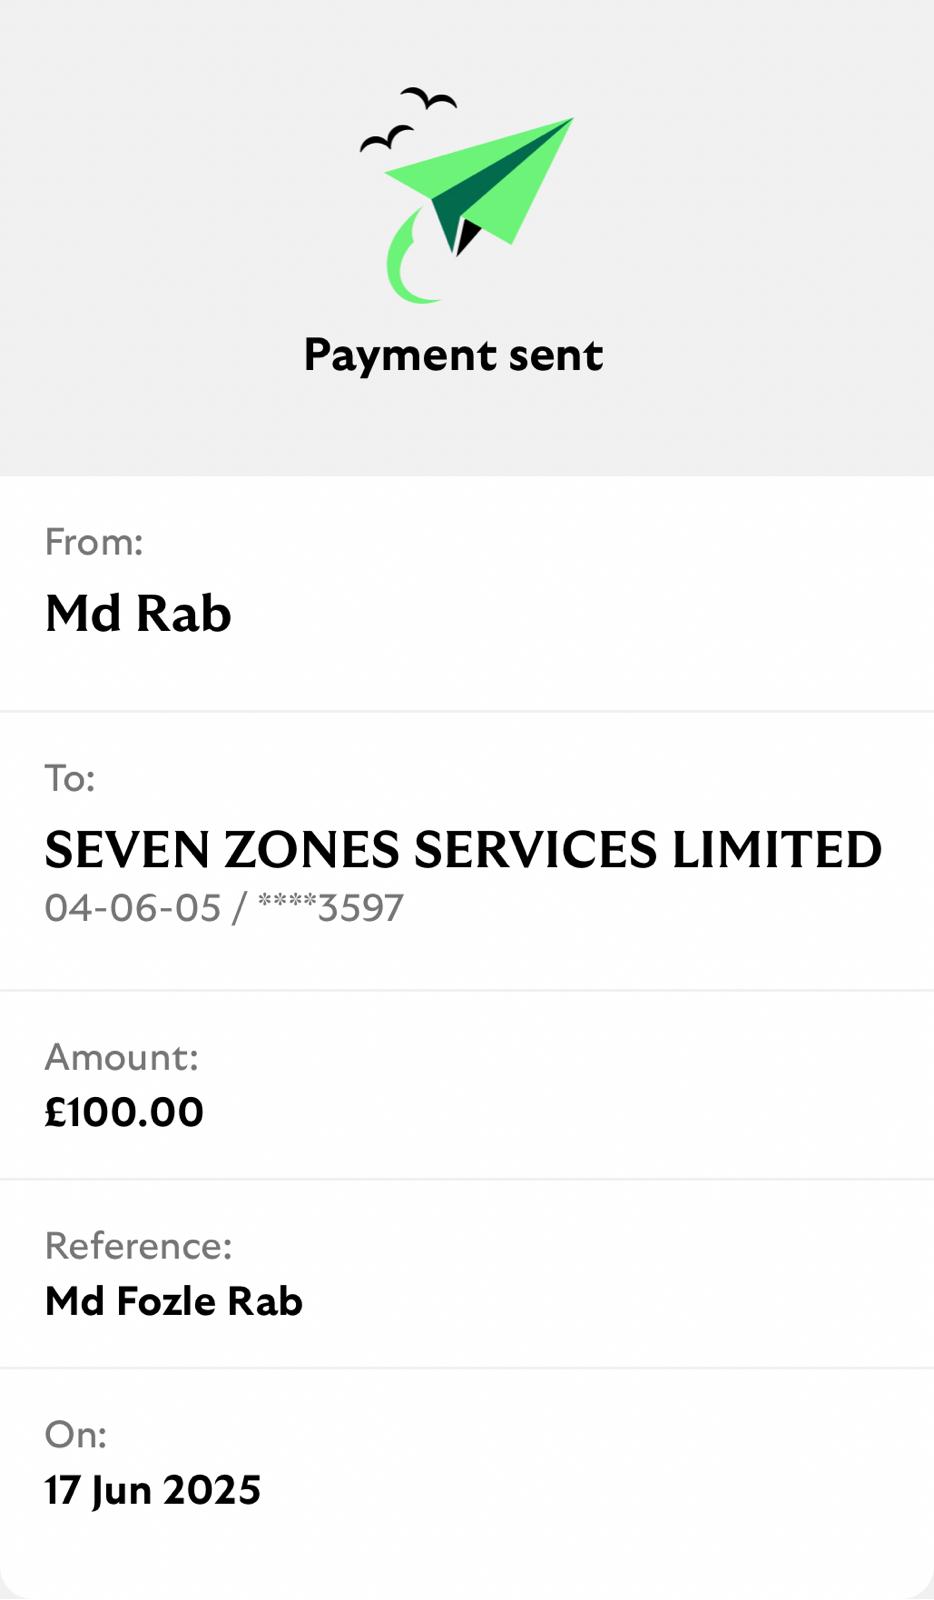 Payment sent
From:
Md Rab
To:
SEVEN ZONES SERVICES LIMITED
04-06-05 / ****3597
Amount:
£100.00
Reference:
Md Fozle Rab
On:
17 Jun 2025